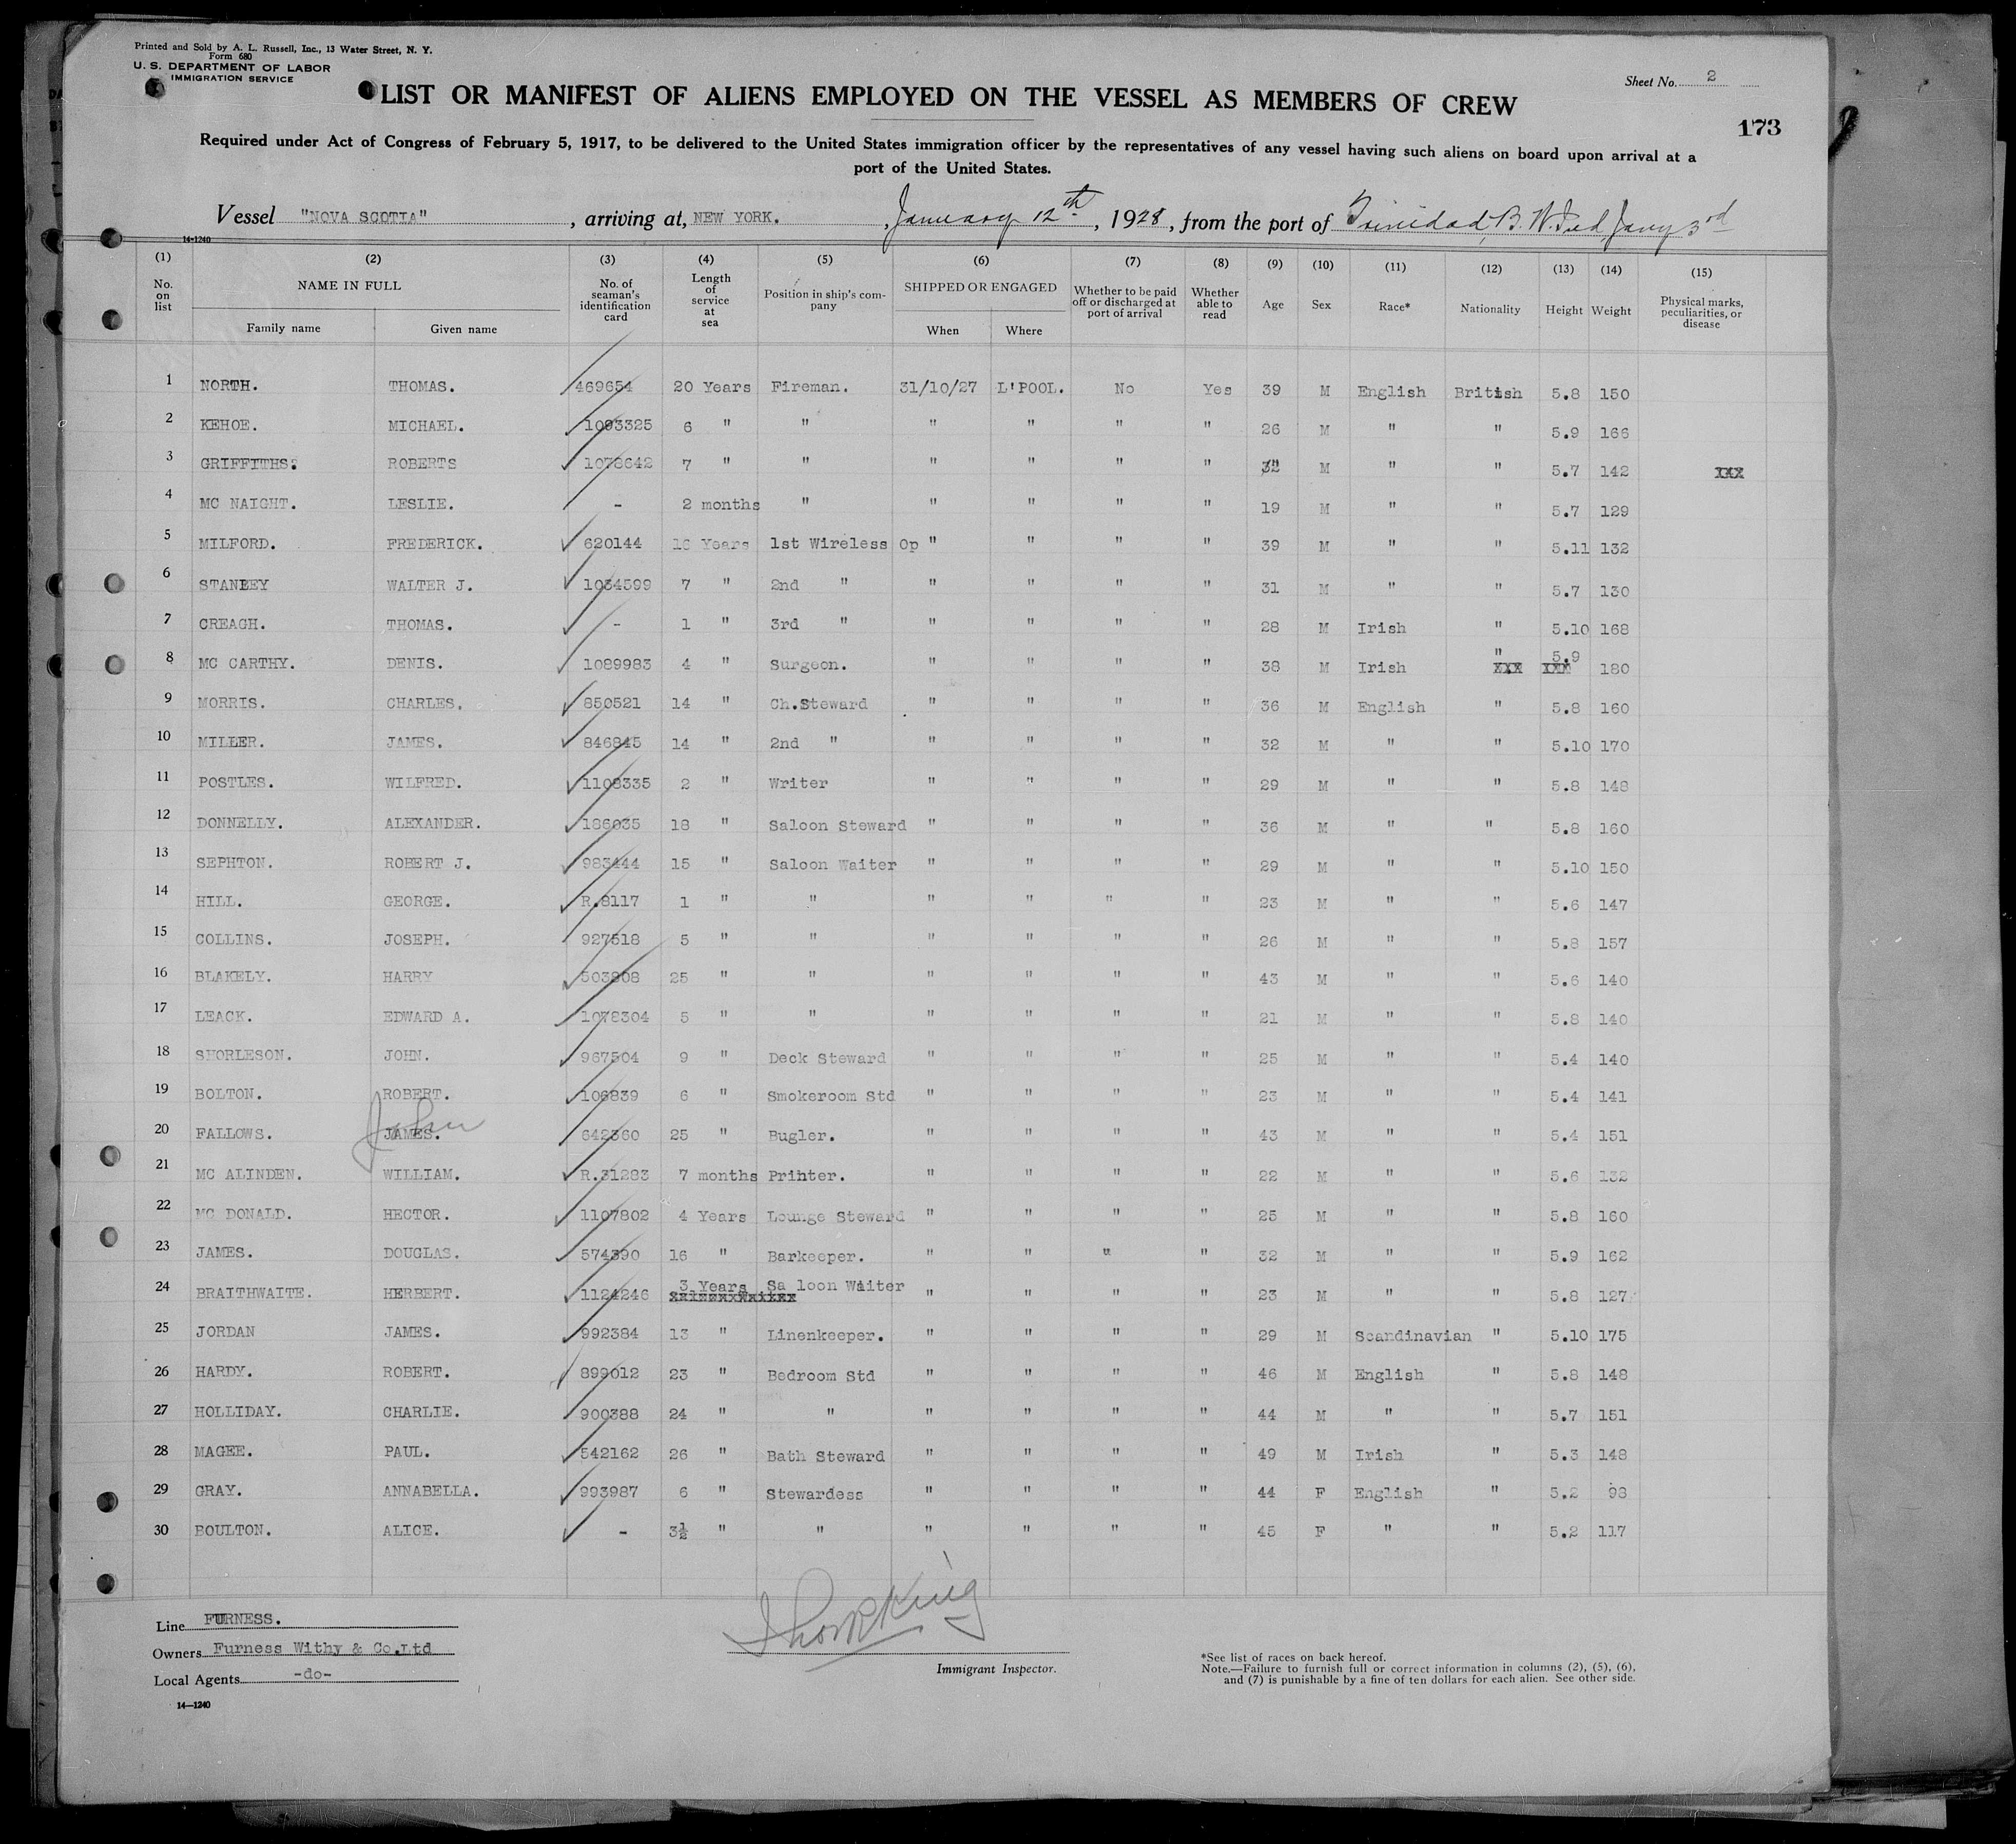 Printed and Sold by A. L. Russell, Inc., 13 Water Street, N. Y.
Form 680
U. S. DEPARTMENT OF LABOR
IMMIGRATION SERVICE
Sheet No. 2
LIST OR MANIFEST OF ALIENS EMPLOYED ON THE VESSEL AS MEMBERS OF CREW
173
Required under Act of Congress of February 5, 1917, to be delivered to the United States immigration officer by the representatives of any vessel having such aliens on board upon arrival at a
port of the United States.
Vessel "NOVA SCOTIA", arriving at, NEW YORK., January 12th, 1928, from the port of Trinidad, B. W. Ind, Jany 3rd
14-1240
(1) (2) (3) (4) (5) (6) (7) (8) (9) (10) (11) (12) (13) (14) (15)
No. on list NAME IN FULL Family name Given name No. of seaman's identification card Length of service at sea Position in ship's company SHIPPED OR ENGAGED When Where Whether to be paid off or discharged at port of arrival Whether able to read Age Sex Race* Nationality Height Weight Physical marks, peculiarities, or disease
1 NORTH. THOMAS. 469654 20 Years Fireman. 31/10/27 L'POOL. No Yes 39 M English British 5.8 150
2 KEHOE. MICHAEL. 1093325 6 " " " " " " 26 M " " 5.9 166
3 GRIFFITHS. ROBERTS 1078642 7 " " " " " " 32 M " " 5.7 142 XXX
4 MC NAIGHT. LESLIE. - 2 months " " " " " 19 M " " 5.7 129
5 MILFORD. FREDERICK. 620144 16 Years 1st Wireless Op " " " " 39 M " " 5.11 132
6 STANLEY WALTER J. 1034599 7 " 2nd " " " " " 31 M " " 5.7 130
7 CREAGH. THOMAS. - 1 " 3rd " " " " " 28 M Irish " 5.10 168
8 MC CARTHY. DENIS. 1089983 4 " Surgeon. " " " " 38 M Irish " XXX 5.9 XXX 180
9 MORRIS. CHARLES. 850521 14 " Ch.Steward " " " " 36 M English " 5.8 160
10 MILLER. JAMES. 846845 14 " 2nd " " " " " 32 M " " 5.10 170
11 POSTLES. WILFRED. 1108335 2 " Writer " " " " 29 M " " 5.8 148
12 DONNELLY. ALEXANDER. 186035 18 " Saloon Steward " " " " 36 M " " 5.8 160
13 SEPHTON. ROBERT J. 983444 15 " Saloon Waiter " " " " 29 M " " 5.10 150
14 HILL. GEORGE. R.8117 1 " " " " " " 23 M " " 5.6 147
15 COLLINS. JOSEPH. 927518 5 " " " " " " 26 M " " 5.8 157
16 BLAKELY. HARRY 503808 25 " " " " " " 43 M " " 5.6 140
17 LEACK. EDWARD A. 1078304 5 " " " " " " 21 M " " 5.8 140
18 SHORLESON. JOHN. 967504 9 " Deck Steward " " " " 25 M " " 5.4 140
19 BOLTON. ROBERT. 106839 6 " Smokeroom Std " " " " 23 M " " 5.4 141
20 FALLOWS. JAMES. John 642360 25 " Bugler. " " " " 43 M " " 5.4 151
21 MC ALINDEN. WILLIAM. R.31283 7 months Printer. " " " " 22 M " " 5.6 132
22 MC DONALD. HECTOR. 1107802 4 Years Lounge Steward " " " " 25 M " " 5.8 160
23 JAMES. DOUGLAS. 574390 16 " Barkeeper. " " " " 32 M " " 5.9 162
24 BRAITHWAITE. HERBERT. 1124246 3 Years Sa loon Waiter " " " " 23 M " " 5.8 127
25 JORDAN JAMES. 992384 13 " Linenkeeper. " " " " 29 M Scandinavian " 5.10 175
26 HARDY. ROBERT. 899012 23 " Bedroom Std " " " " 46 M English " 5.8 148
27 HOLLIDAY. CHARLIE. 900388 24 " " " " " " 44 M " " 5.7 151
28 MAGEE. PAUL. 542162 26 " Bath Steward " " " " 49 M Irish " 5.3 148
29 GRAY. ANNABELLA. 993987 6 " Stewardess " " " " 44 F English " 5.2 98
30 BOULTON. ALICE. - 3½ " " " " " " 45 F " " 5.2 117
Line FURNESS.
Owners Furness Withy & Co.Ltd
Local Agents -do-
14—1240
Immigrant Inspector.
*See list of races on back hereof.
Note.—Failure to furnish full or correct information in columns (2), (5), (6),
and (7) is punishable by a fine of ten dollars for each alien. See other side.